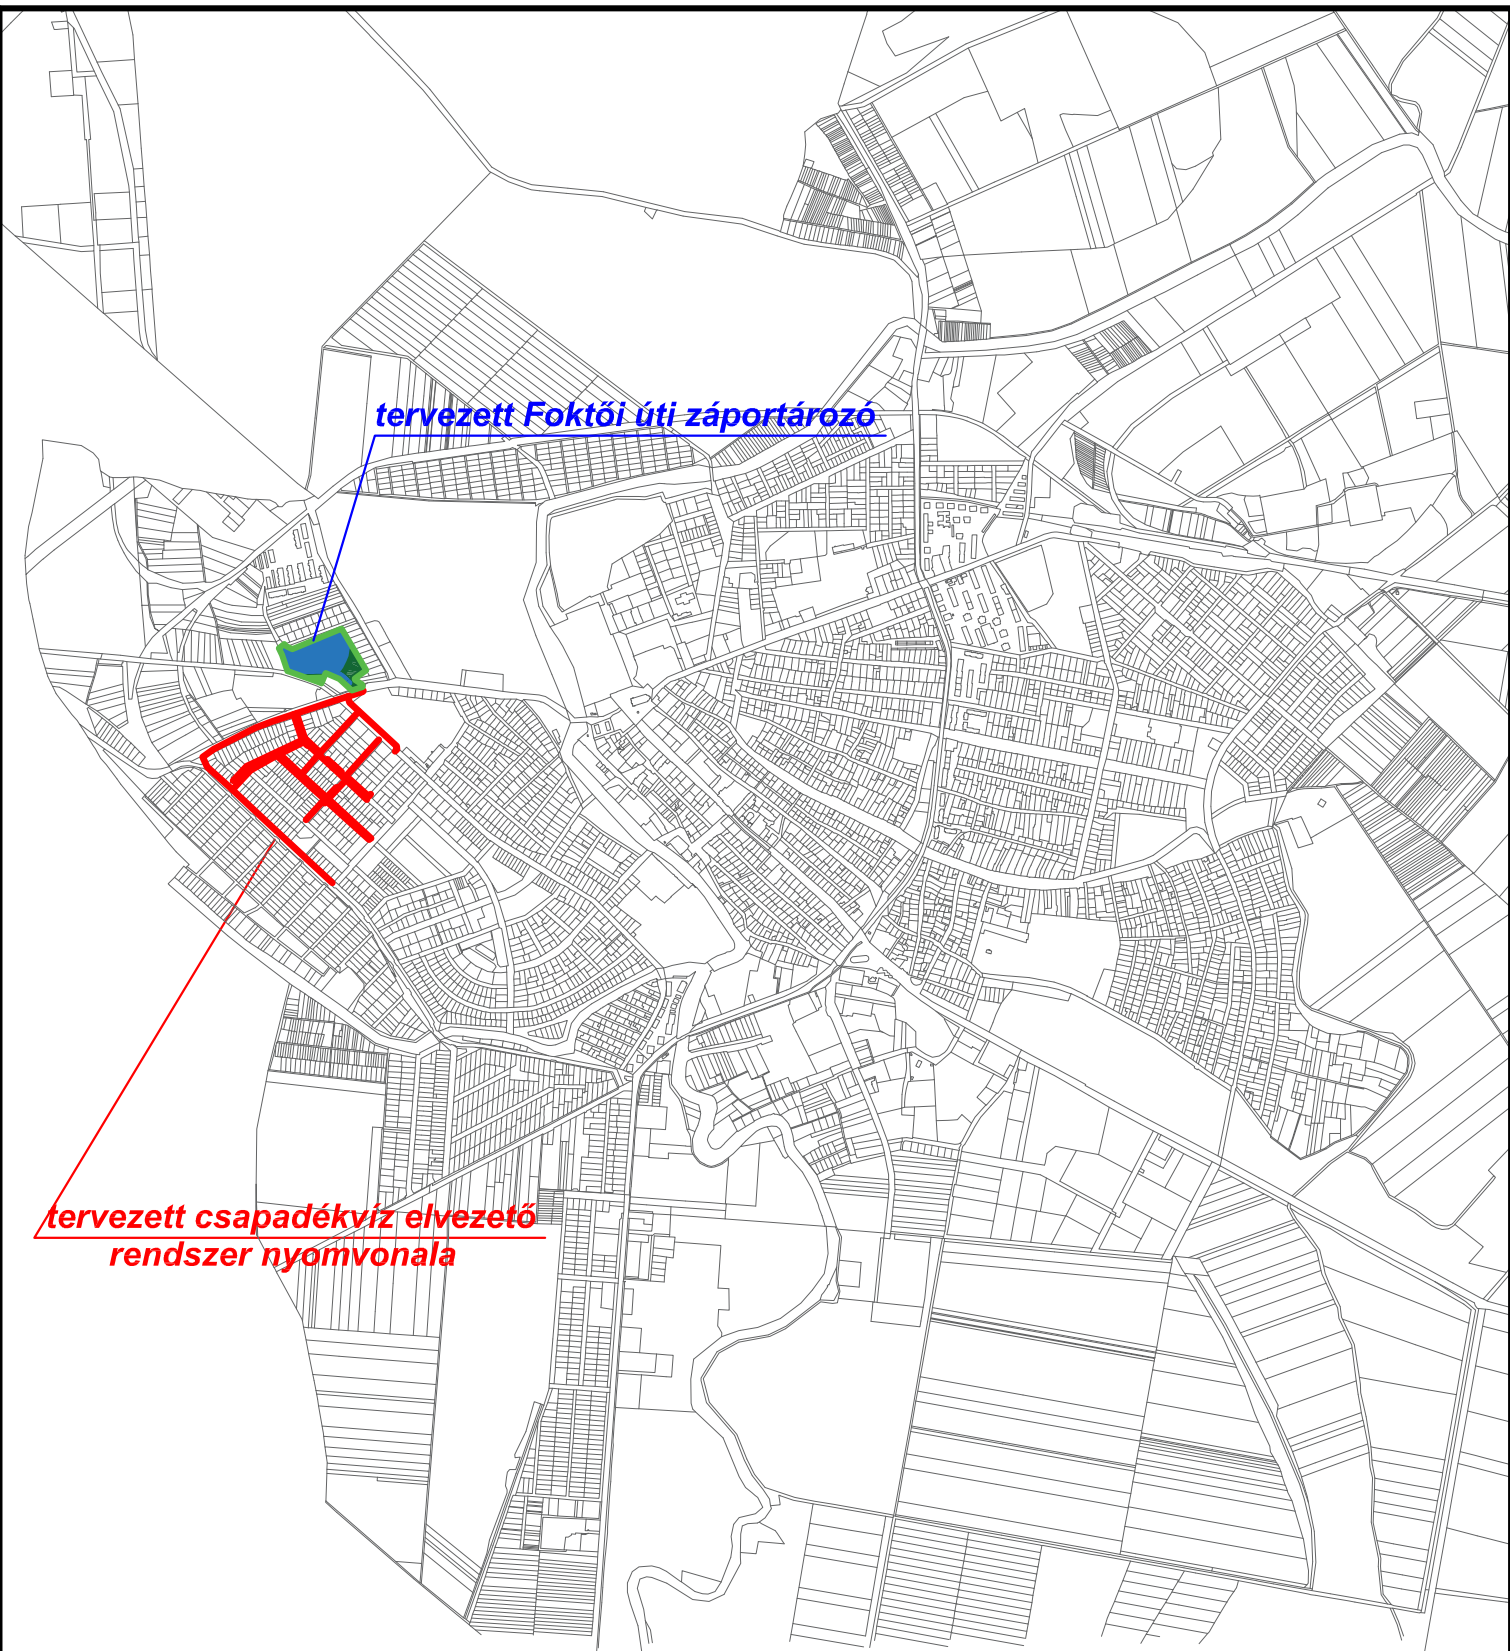 tervezett Foktői úti záportározó
tervezett csapadékvíz elvezető
rendszer nyomvonala